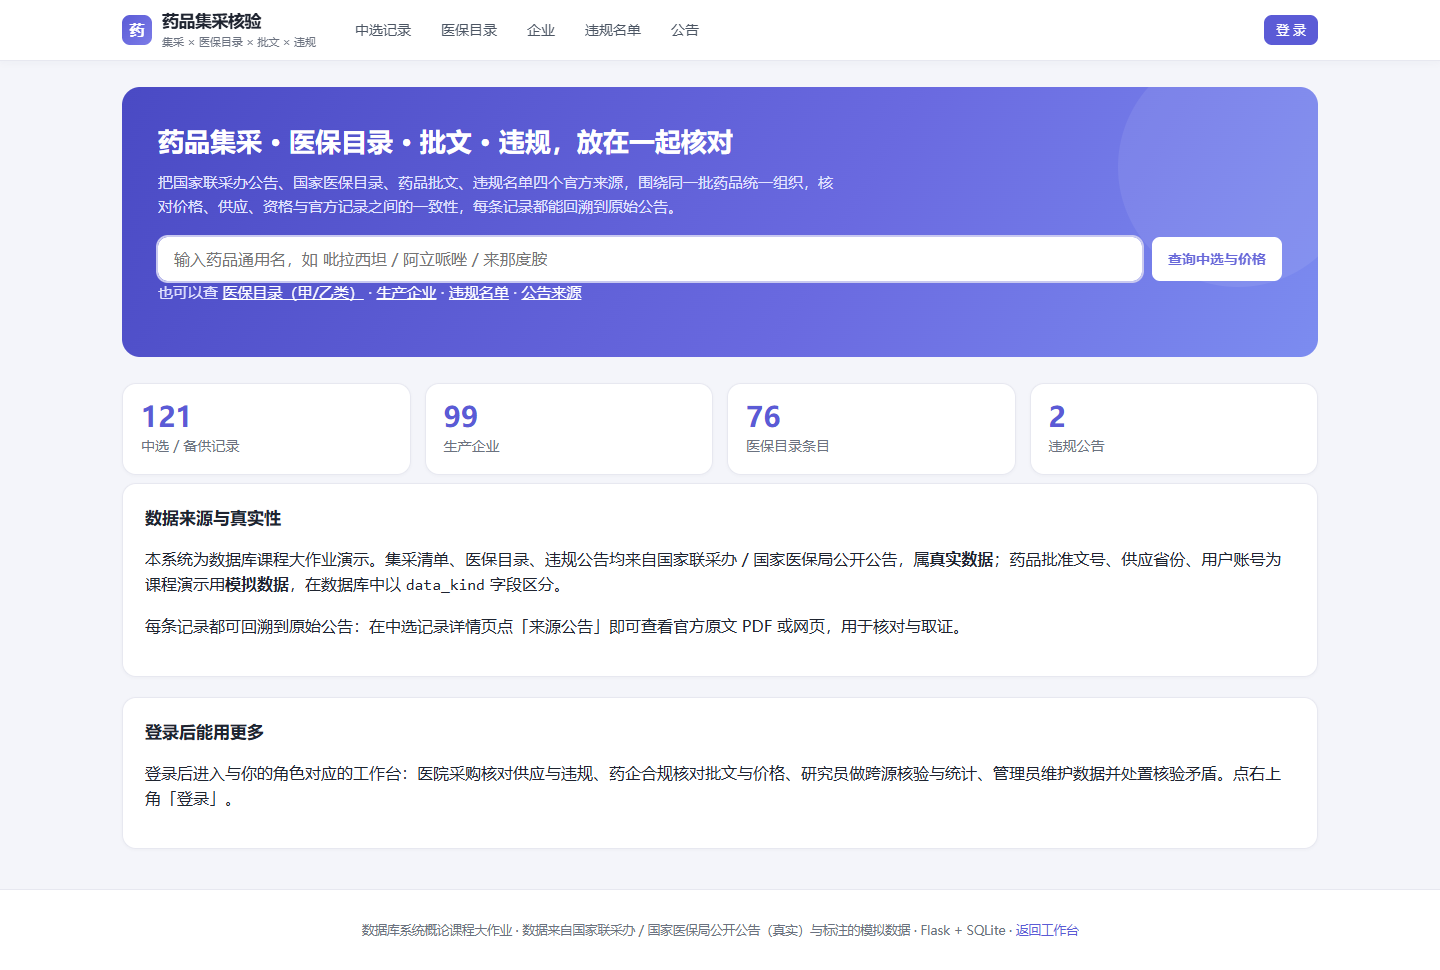 药
药品集采核验
集采 × 医保目录 × 批文 × 违规
中选记录
医保目录
企业
违规名单
公告
登录
药品集采 • 医保目录 • 批文 • 违规，放在一起核对
把国家联采办公告、国家医保目录、药品批文、违规名单四个官方来源，围绕同一批药品统一组织，核
对价格、供应、资格与官方记录之间的一致性，每条记录都能回溯到原始公告。
输入药品通用名，如 吡拉西坦 / 阿立哌唑 / 来那度胺
查询中选与价格
也可以查 医保目录（甲/乙类） · 生产企业 · 违规名单 · 公告来源
121
中选 / 备供记录
99
生产企业
76
医保目录条目
2
违规公告
数据来源与真实性
本系统为数据库课程大作业演示。集采清单、医保目录、违规公告均来自国家联采办 / 国家医保局公开公告，属真实数据；药品批准文号、供应省份、用户账号为
课程演示用模拟数据，在数据库中以 data_kind 字段区分。
每条记录都可回溯到原始公告：在中选记录详情页点「来源公告」即可查看官方原文 PDF 或网页，用于核对与取证。
登录后能用更多
登录后进入与你的角色对应的工作台：医院采购核对供应与违规、药企合规核对批文与价格、研究员做跨源核验与统计、管理员维护数据并处置核验矛盾。点右上
角「登录」。
数据库系统概论课程大作业 · 数据来自国家联采办 / 国家医保局公开公告（真实）与标注的模拟数据 · Flask + SQLite · 返回工作台